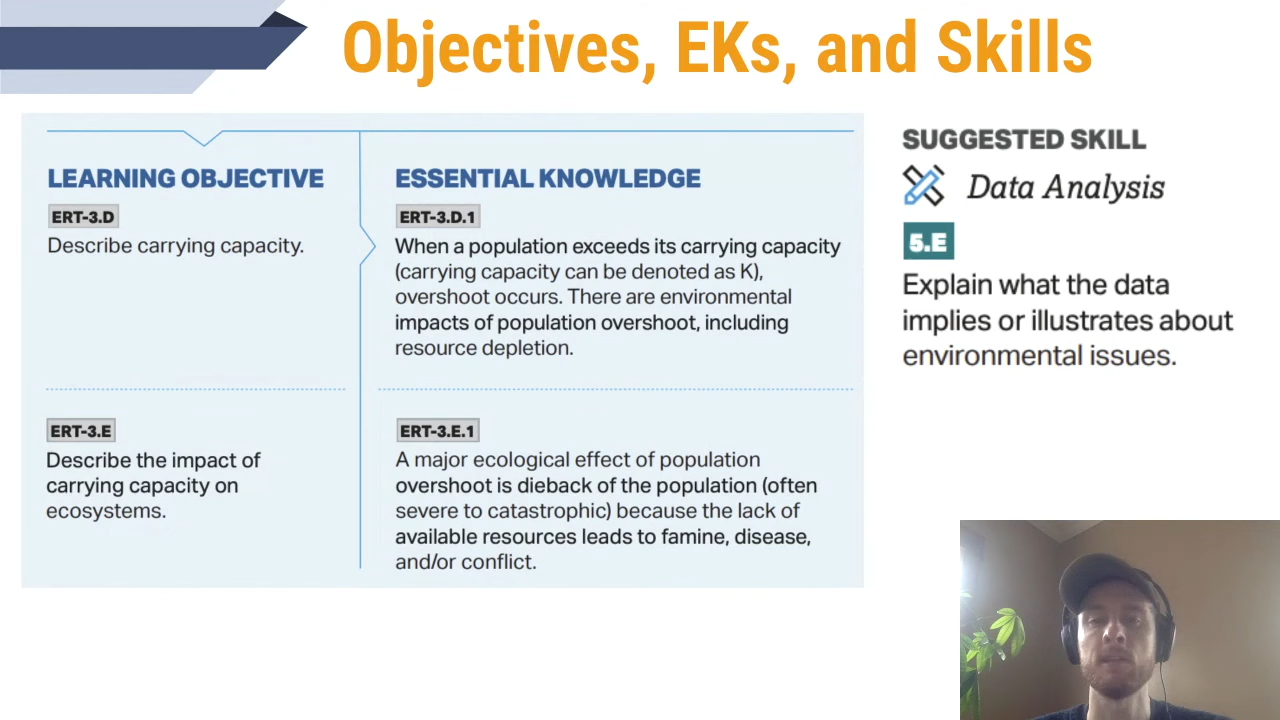 Objectives, EKs, and Skills
LEARNING OBJECTIVE
ERT-3.D
Describe carrying capacity.
ESSENTIAL KNOWLEDGE
ERT-3.D.1
When a population exceeds its carrying capacity
(carrying capacity can be denoted as K),
overshoot occurs. There are environmental
impacts of population overshoot, including
resource depletion.
ERT-3.E
Describe the impact of
carrying capacity on
ecosystems.
ERT-3.E.1
A major ecological effect of population
overshoot is dieback of the population (often
severe to catastrophic) because the lack of
available resources leads to famine, disease,
and/or conflict.
SUGGESTED SKILL
Data Analysis
5.E
Explain what the data
implies or illustrates about
environmental issues.